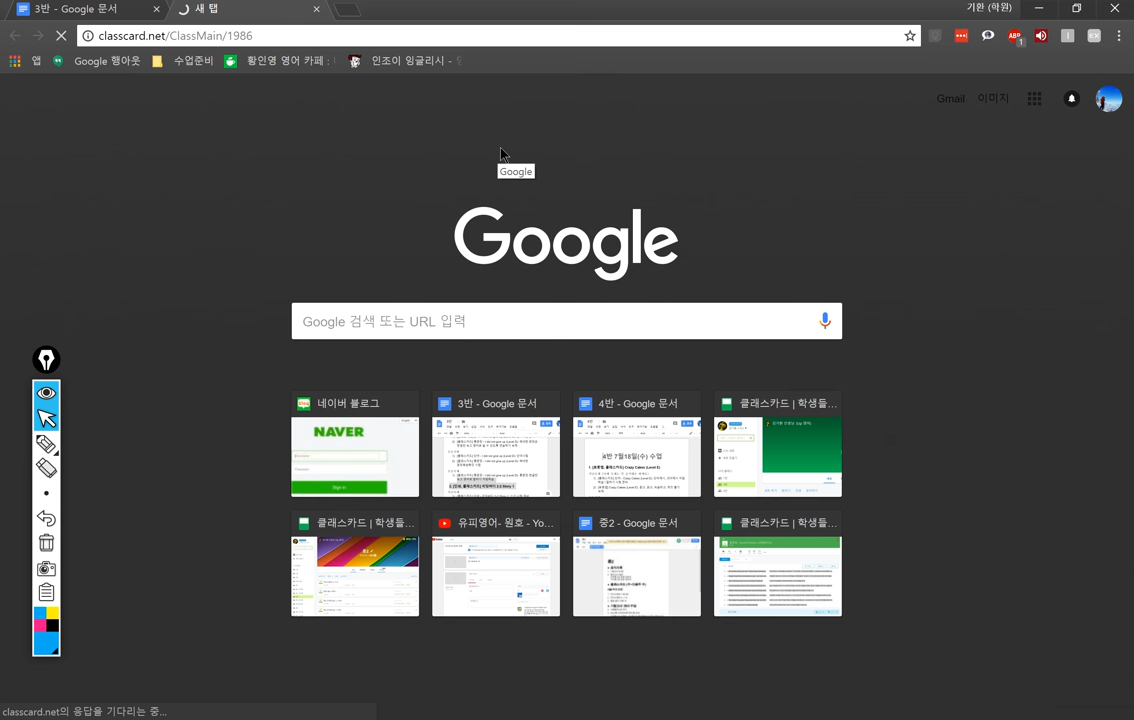 3반 - Google 문서
새 탭
기환 (학원)
classcard.net/ClassMain/1986
ABP
1
앱
Google 행아웃
수업준비
황인영 영어 카페 :
인조이 잉글리시 -
Gmail
이미지
Google
Google
Google 검색 또는 URL 입력
네이버 블로그
3반 - Google 문서
4반 - Google 문서
클래스카드 | 학생들...
NAVER
Sign in
4반 7월18일(수) 수업
클래스카드 | 학생들...
유피영어- 원호 - Yo...
중2 - Google 문서
클래스카드 | 학생들...
classcard.net의 응답을 기다리는 중...